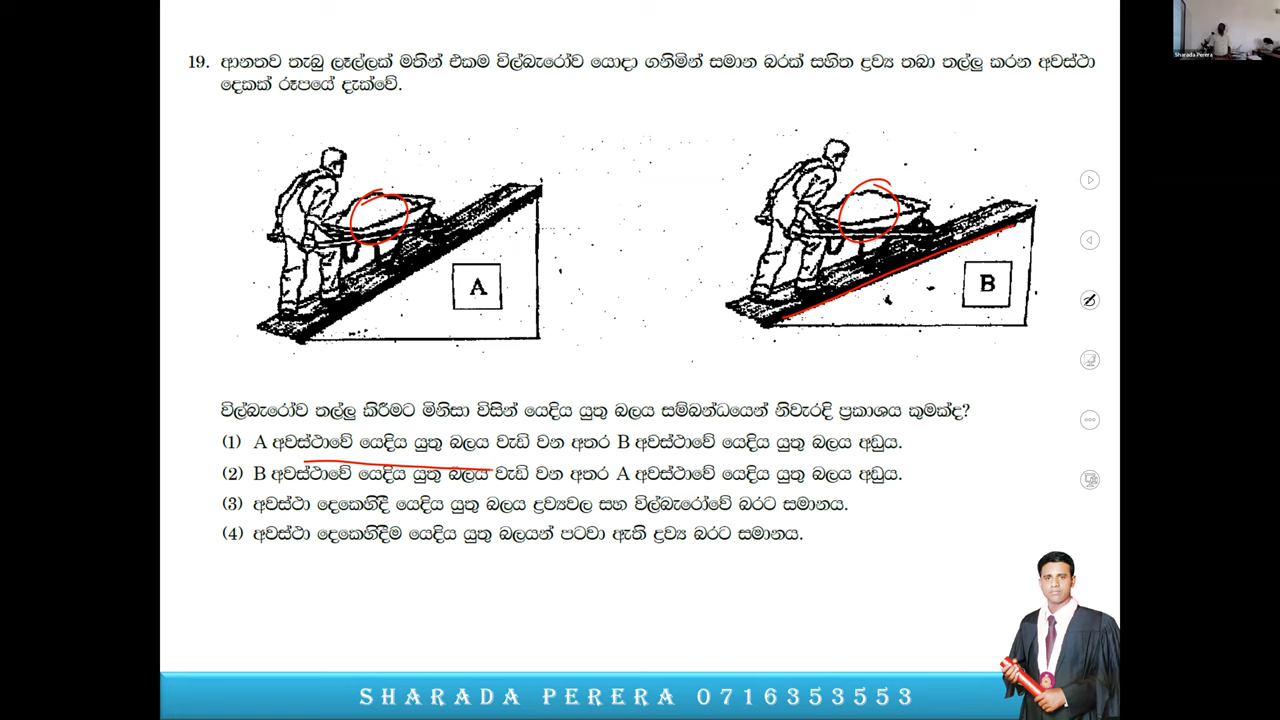 Sharada Perera
19. ආනතව තැබූ ලෑල්ලක් මතින් එකම විල්බැරෝව යොදා ගනිමින් සමාන බරක් සහිත ද්‍රව්‍ය තබා තල්ලු කරන අවස්ථා
දෙකක් රූපයේ දැක්වේ.
A
B
විල්බැරෝව තල්ලු කිරීමට මිනිසා විසින් යෙදිය යුතු බලය සම්බන්ධයෙන් නිවැරදි ප්‍රකාශය කුමක්ද?
(1) A අවස්ථාවේ යෙදිය යුතු බලය වැඩි වන අතර B අවස්ථාවේ යෙදිය යුතු බලය අඩුය.
(2) B අවස්ථාවේ යෙදිය යුතු බලය වැඩි වන අතර A අවස්ථාවේ යෙදිය යුතු බලය අඩුය.
(3) අවස්ථා දෙකෙහිදී යෙදිය යුතු බලය ද්‍රව්‍යවල සහ විල්බැරෝවේ බරට සමානය.
(4) අවස්ථා දෙකෙහිදීම යෙදිය යුතු බලයන් පටවා ඇති ද්‍රව්‍ය බරට සමානය.
SHARADA PERERA 0716353553